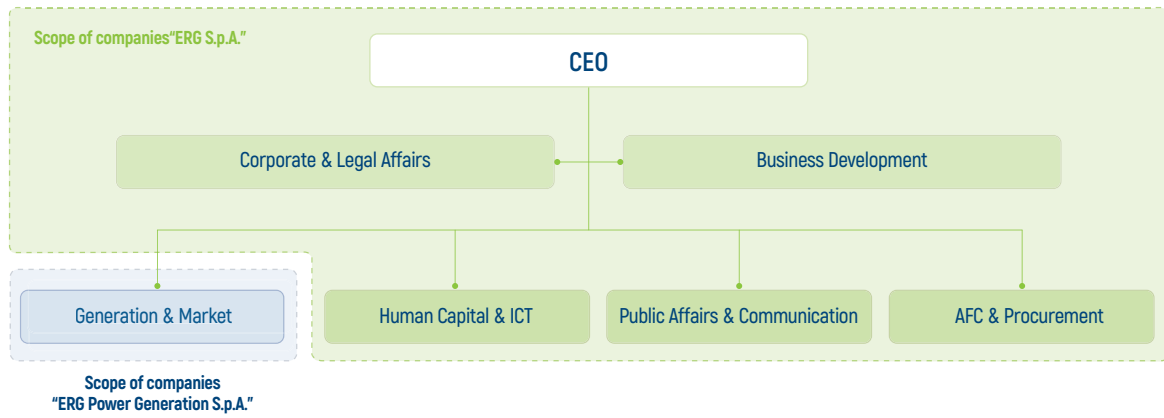 Scope of companies“ERG S.p.A.”
CEO
Corporate & Legal Affairs
Business Development
Generation & Market
Human Capital & ICT
Public Affairs & Communication
AFC & Procurement
Scope of companies
“ERG Power Generation S.p.A.”